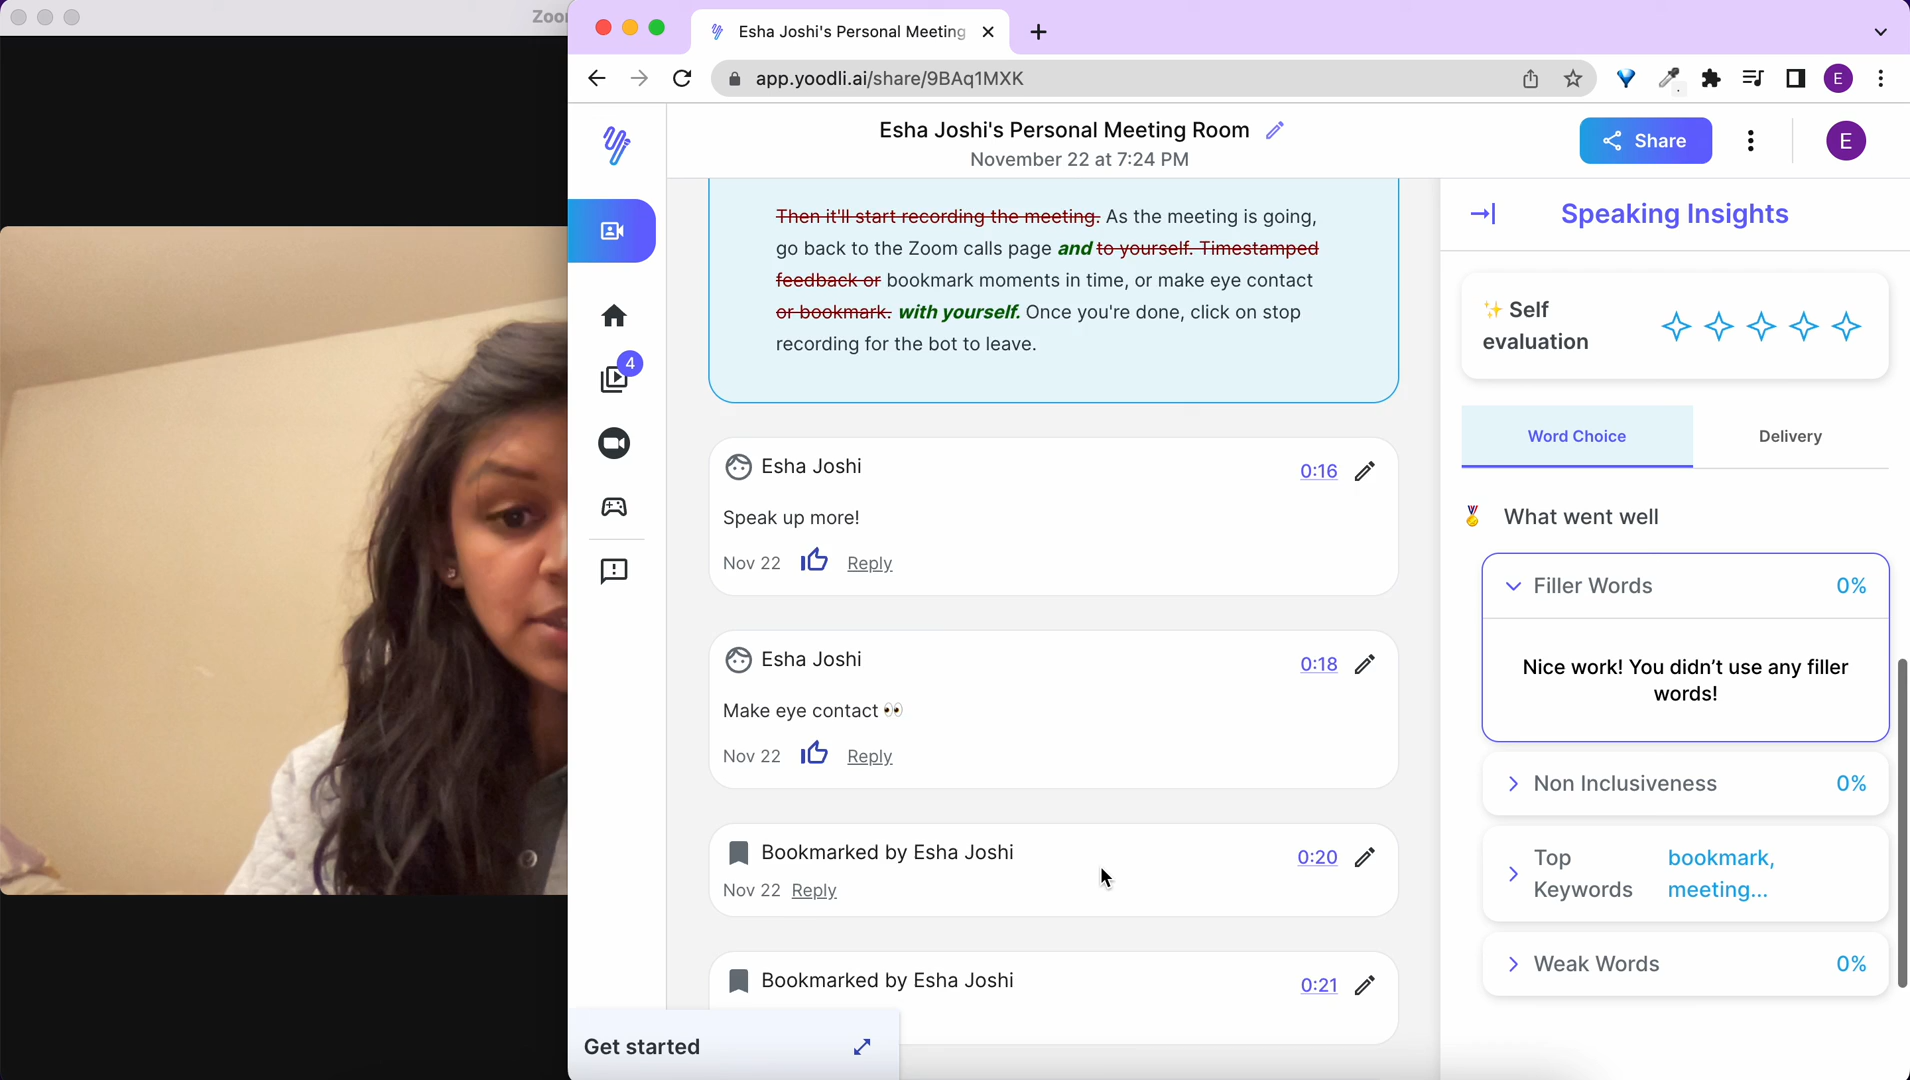 Zoo
Esha Joshi's Personal Meeting
app.yoodli.ai/share/9BAq1MXK
E
Esha Joshi's Personal Meeting Room
November 22 at 7:24 PM
Share
E
4
Then it'll start recording the meeting. As the meeting is going,
go back to the Zoom calls page and to yourself. Timestamped
feedback or bookmark moments in time, or make eye contact
or bookmark. with yourself. Once you're done, click on stop
recording for the bot to leave.
Esha Joshi
0:16
Speak up more!
Nov 22 Reply
Esha Joshi
0:18
Make eye contact 👀
Nov 22 Reply
Bookmarked by Esha Joshi
0:20
Nov 22 Reply
Bookmarked by Esha Joshi
0:21
Get started
Speaking Insights
✨ Self
evaluation
Word Choice
Delivery
🏅 What went well
Filler Words 0%
Nice work! You didn’t use any filler
words!
Non Inclusiveness 0%
Top
Keywords
bookmark,
meeting...
Weak Words 0%